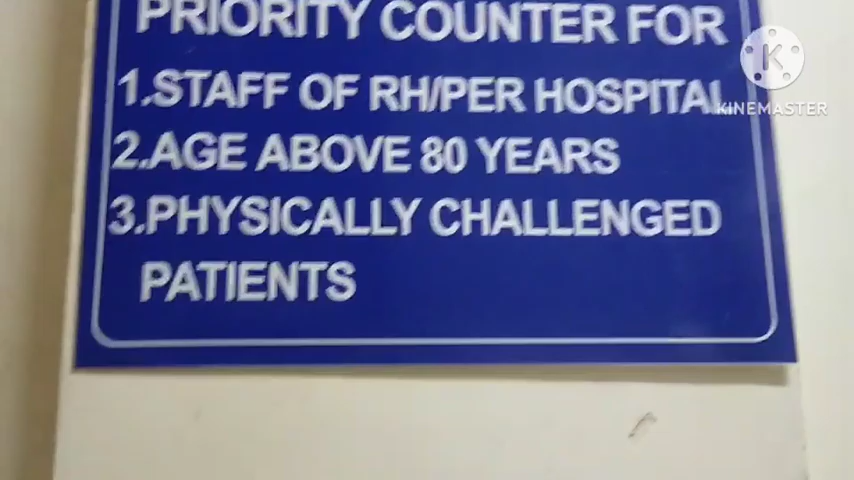 PRIORITY COUNTER FOR
1.STAFF OF RH/PER HOSPITAL
2.AGE ABOVE 80 YEARS
3.PHYSICALLY CHALLENGED
PATIENTS
K
KINEMASTER